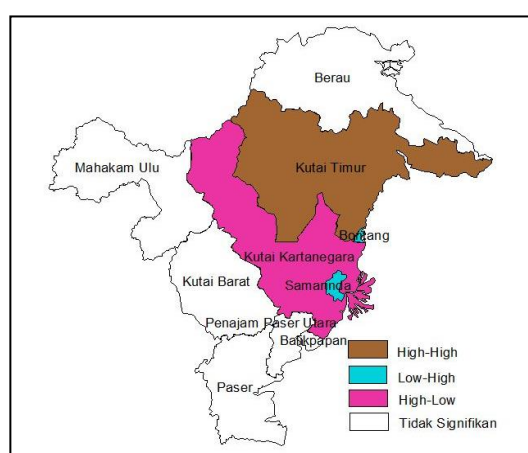 Berau
Mahakam Ulu
Kutai Timur
Bontang
Kutai Kartanegara
Kutai Barat
Samarinda
Penajam Paser Utara
Balikpapan
Paser
High-High
Low-High
High-Low
Tidak Signifikan